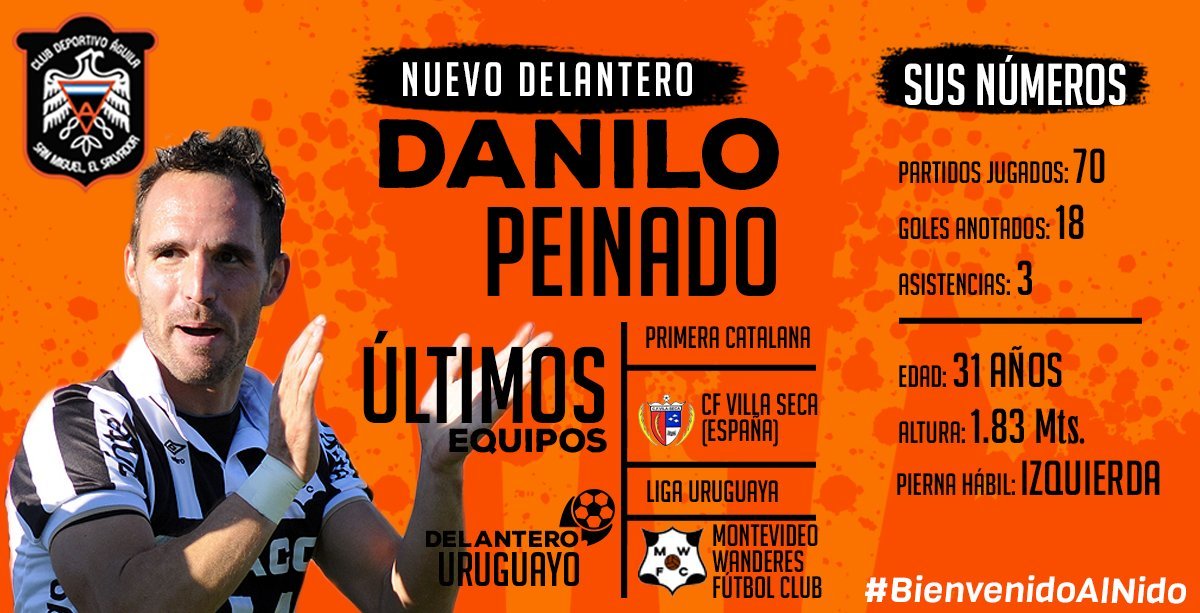 CLUB DEPORTIVO ÁGUILA
SAN MIGUEL, EL SALVADOR
NUEVO DELANTERO
DANILO
PEINADO
ÚLTIMOS
EQUIPOS
DELANTERO
URUGUAYO
PRIMERA CATALANA
CF VILLA SECA
(ESPAÑA)
LIGA URUGUAYA
M W
F C
MONTEVIDEO
WANDERES
FÚTBOL CLUB
SUS NÚMEROS
PARTIDOS JUGADOS: 70
GOLES ANOTADOS: 18
ASISTENCIAS: 3
EDAD: 31 AÑOS
ALTURA: 1.83 Mts.
PIERNA HÁBIL: IZQUIERDA
#BienvenidoAlNido